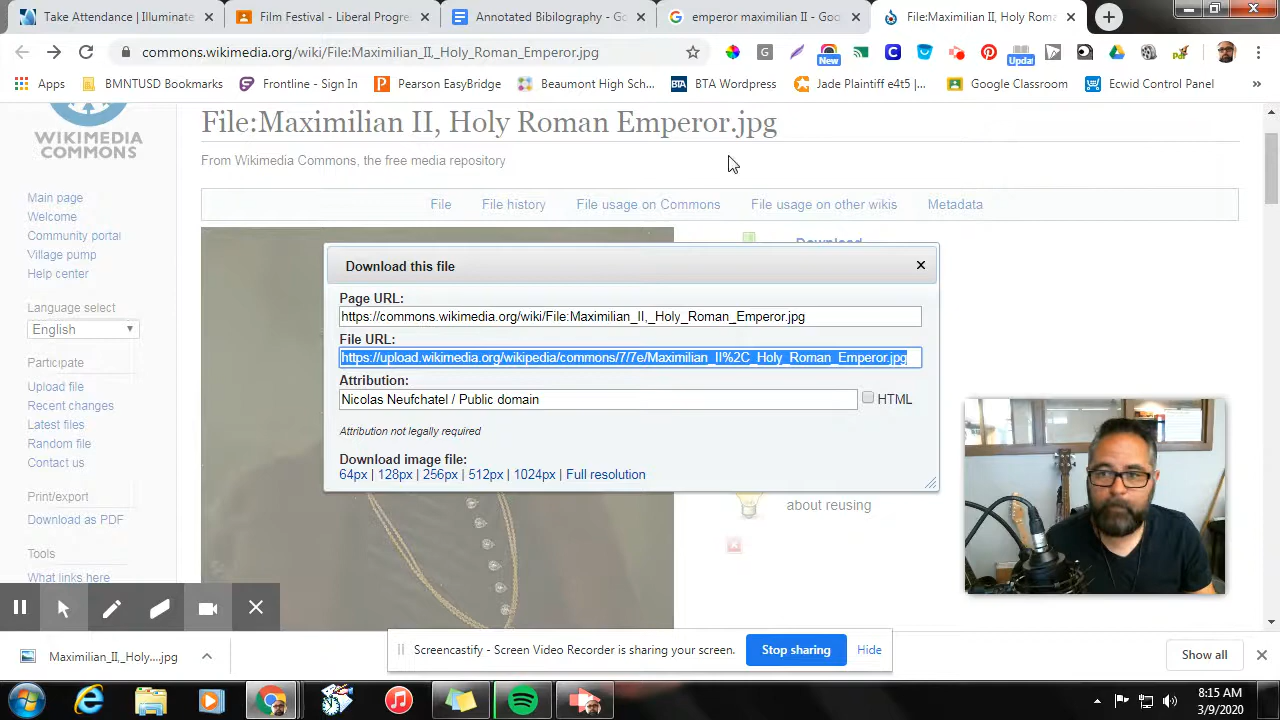 Take Attendance | Illuminate
Film Festival - Liberal Progre
Annotated Bibliography - Go
emperor maximilian II - Goo
File:Maximilian II, Holy Roma
commons.wikimedia.org/wiki/File:Maximilian_II,_Holy_Roman_Emperor.jpg
New
Updat
Apps
BMNTUSD Bookmarks
Frontline - Sign In
Pearson EasyBridge
Beaumont High Sch...
BTA
BTA Wordpress
Jade Plaintiff e4t5 |...
Google Classroom
Ecwid Control Panel
»
WIKIMEDIA
COMMONS
File:Maximilian II, Holy Roman Emperor.jpg
From Wikimedia Commons, the free media repository
Main page
Welcome
Community portal
Village pump
Help center
Language select
English
Participate
Upload file
Recent changes
Latest files
Random file
Contact us
Print/export
Download as PDF
Tools
What links here
File
File history
File usage on Commons
File usage on other wikis
Metadata
Download
Download this file
Page URL:
https://commons.wikimedia.org/wiki/File:Maximilian_II,_Holy_Roman_Emperor.jpg
File URL:
https://upload.wikimedia.org/wikipedia/commons/7/7e/Maximilian_II%2C_Holy_Roman_Emperor.jpg
Attribution:
Nicolas Neufchatel / Public domain
HTML
Attribution not legally required
Download image file:
64px | 128px | 256px | 512px | 1024px | Full resolution
about reusing
Maximilian_II,_Holy....jpg
Screencastify - Screen Video Recorder is sharing your screen.
Stop sharing
Hide
Show all
8:15 AM
3/9/2020